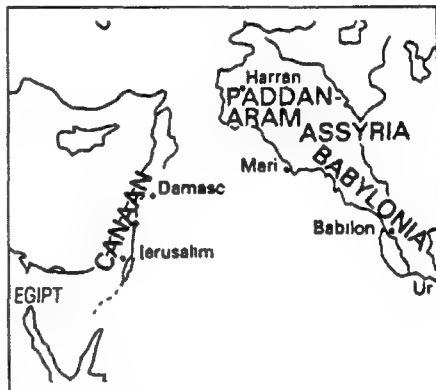 Harran
PADDAN-
ARAM
ASSYRIA
BABYLONIA
Mari
Damasc
CANAAN
Babilon
Ierusalim
EGIPT
Ur